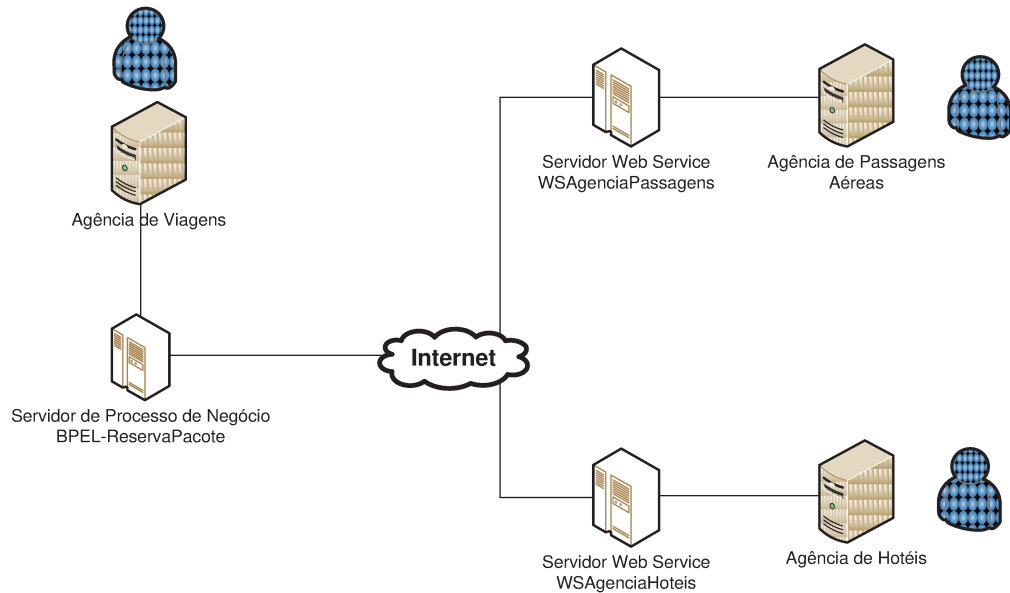 Agência de Viagens
Servidor de Processo de Negócio
BPEL-ReservaPacote
Internet
Servidor Web Service
WSAgenciaPassagens
Agência de Passagens
Aéreas
Servidor Web Service
WSAgenciaHoteis
Agência de Hotéis